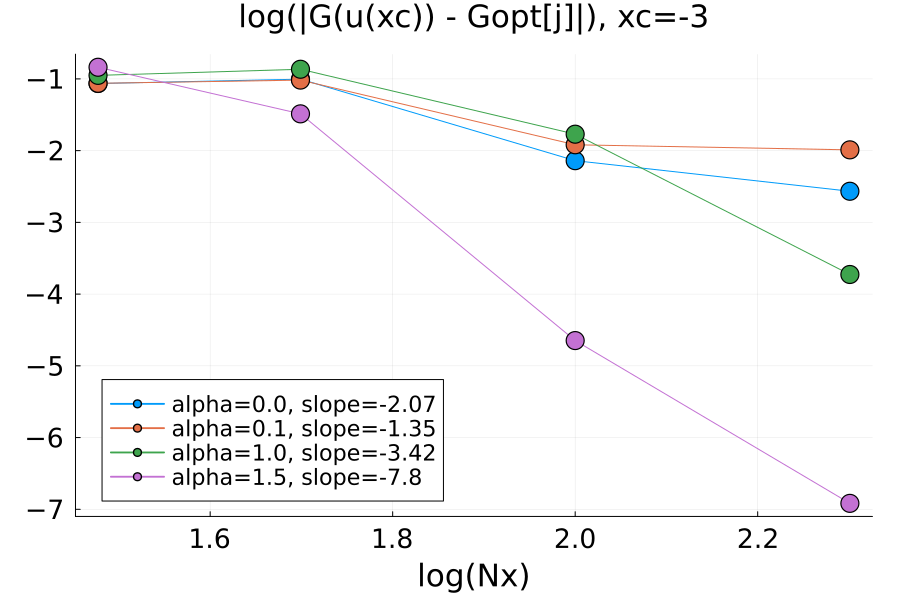 log(|G(u(xc)) - Gopt[j]|), xc=-3
−1
−2
−3
−4
−5
−6
−7
alpha=0.0, slope=-2.07
alpha=0.1, slope=-1.35
alpha=1.0, slope=-3.42
alpha=1.5, slope=-7.8
1.6 1.8 2.0 2.2
log(Nx)